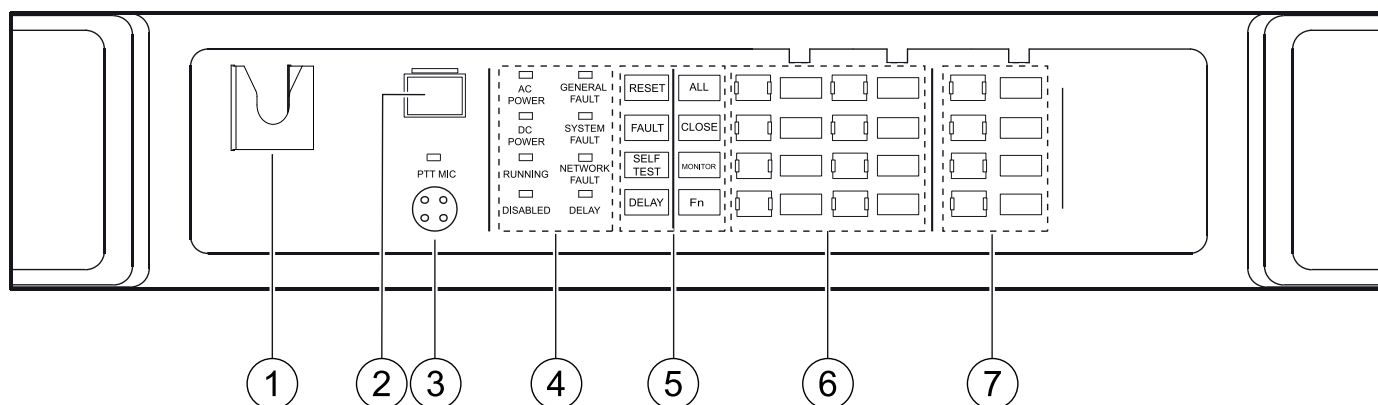 AC
POWER
GENERAL
FAULT
DC
POWER
SYSTEM
FAULT
RUNNING
NETWORK
FAULT
DISABLED
DELAY
PTT MIC
RESET
ALL
FAULT
CLOSE
SELF
TEST
MONITOR
DELAY
Fn
1
2
3
4
5
6
7